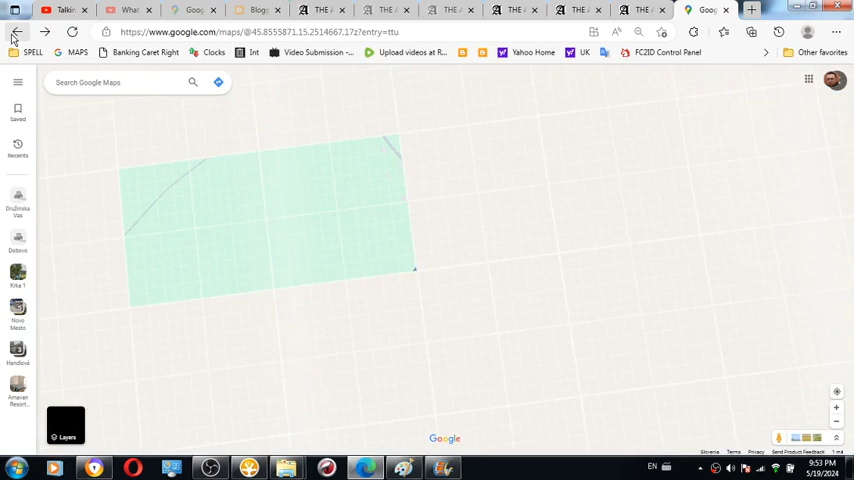 Talkin
What
Goog
Blogg
THE A
THE A
THE A
THE A
THE A
THE A
Goog
https://www.google.com/maps/@45.8555871,15.2514667,17z?entry=ttu
SPELL
MAPS
Banking Caret Right
Clocks
Int
Video Submission -...
Upload videos at R...
Yahoo Home
UK
FC2ID Control Panel
Other favorites
Search Google Maps
Saved
Recents
Družinska
Vas
Dobovo
Krka 1
Novo
Mesto
Handlová
Amavan
Resort...
Layers
Google
Slovenia Terms Privacy Send Product Feedback 1 mi
EN
9:53 PM
5/19/2024